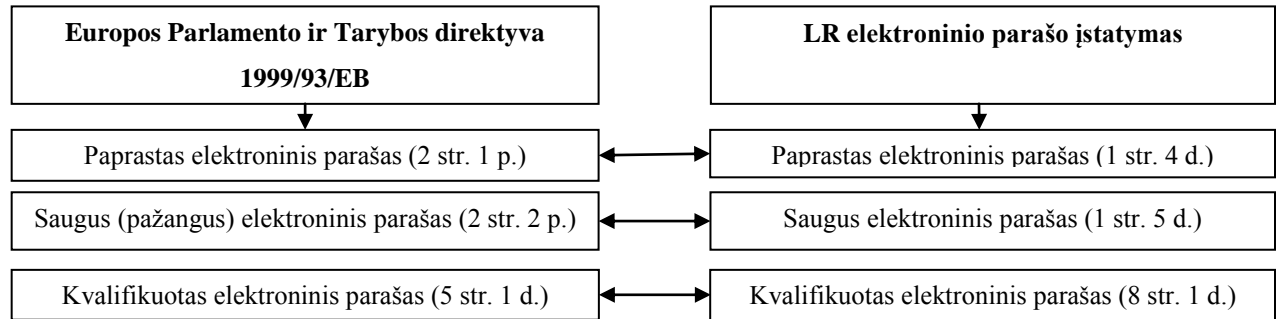 Europos Parlamento ir Tarybos direktyva
1999/93/EB
LR elektroninio parašo įstatymas
Paprastas elektroninis parašas (2 str. 1 p.)
Paprastas elektroninis parašas (1 str. 4 d.)
Saugus (pažangus) elektroninis parašas (2 str. 2 p.)
Saugus elektroninis parašas (1 str. 5 d.)
Kvalifikuotas elektroninis parašas (5 str. 1 d.)
Kvalifikuotas elektroninis parašas (8 str. 1 d.)